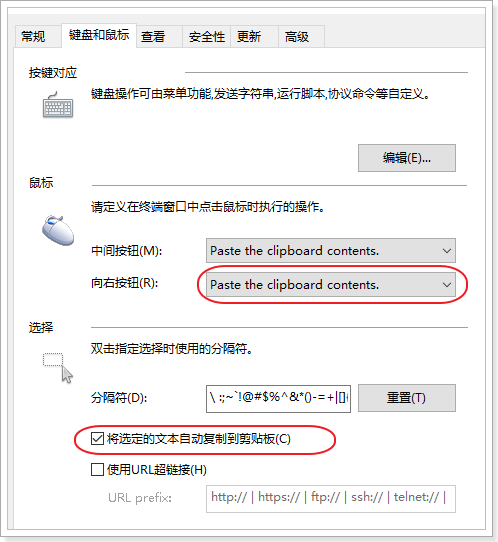 常规 键盘和鼠标 查看 安全性 更新 高级
按键对应
键盘操作可由菜单功能,发送字符串,运行脚本,协议命令等自定义。
编辑(E)...
鼠标
请定义在终端窗口中点击鼠标时执行的操作。
中间按钮(M): Paste the clipboard contents.
向右按钮(R): Paste the clipboard contents.
选择
双击指定选择时使用的分隔符。
分隔符(D): \ :;~`!@#$%^&*()-=+|[]{ 重置(T)
将选定的文本自动复制到剪贴板(C)
使用URL超链接(H)
URL prefix: http:// | https:// | ftp:// | ssh:// | telnet:// |